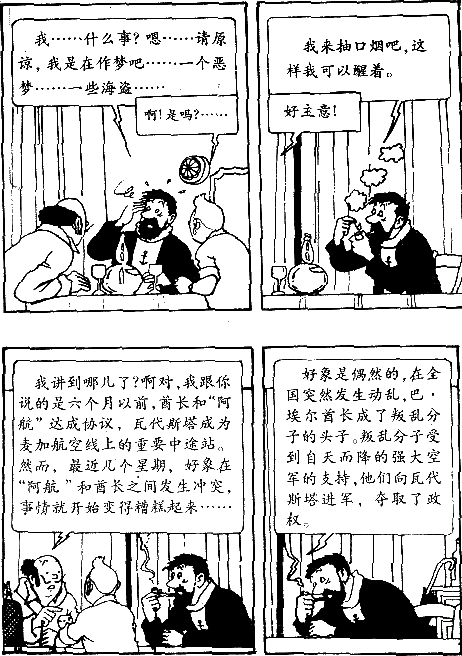 我……什么事?嗯……请原
谅,我是在作梦吧……一个恶
梦……一些海盗……
啊!是吗?……
我来抽口烟吧,这
样我可以醒着。
好主意!
我讲到哪儿了?啊对,我跟你
说的是六个月以前,酋长和“阿
航”达成协议,瓦代斯塔成为
麦加航空线上的重要中途站。
然而,最近几个星期,好象在
“阿航”和酋长之间发生冲突,
事情就开始变得糟糕起来……
好象是偶然的,在全
国突然发生动乱,巴·
埃尔酋长成了叛乱分
子的头子。叛乱分子受
到自天而降的强大空
军的支持,他们向瓦代
斯塔进军,夺取了政
权。